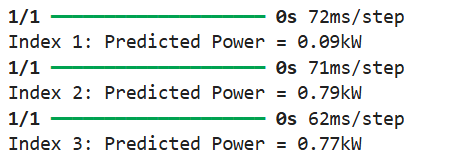 1/1 ━━━━━━━━━━━━━━━━━━━━ 0s 72ms/step
Index 1: Predicted Power = 0.09kW
1/1 ━━━━━━━━━━━━━━━━━━━━ 0s 71ms/step
Index 2: Predicted Power = 0.79kW
1/1 ━━━━━━━━━━━━━━━━━━━━ 0s 62ms/step
Index 3: Predicted Power = 0.77kW